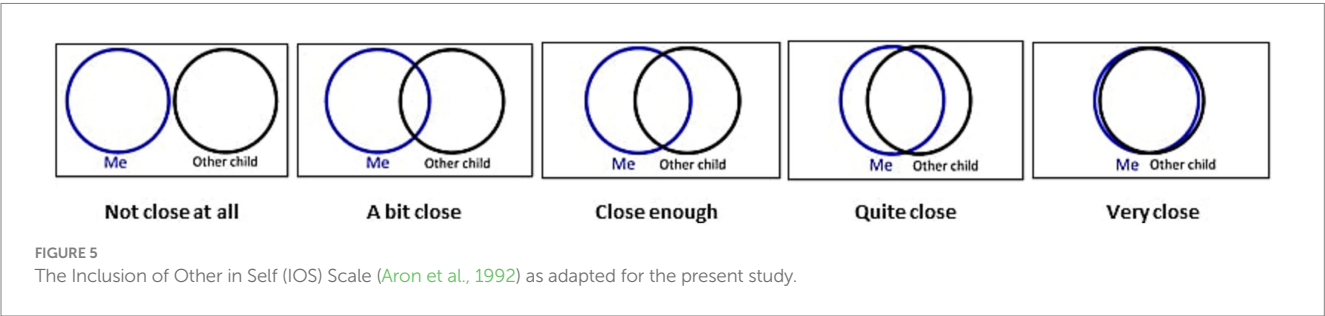 Me Other child
Me Other child
Me Other child
Me Other child
Me Other child
Not close at all
A bit close
Close enough
Quite close
Very close
FIGURE 5
The Inclusion of Other in Self (IOS) Scale (Aron et al., 1992) as adapted for the present study.